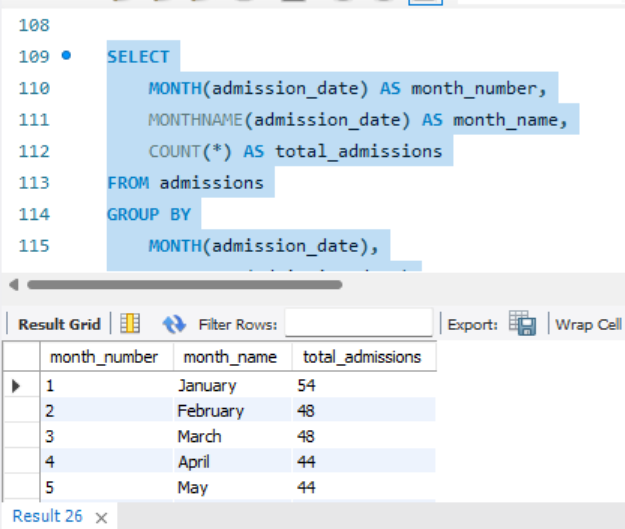 108
109 SELECT
110 MONTH(admission_date) AS month_number,
111 MONTHNAME(admission_date) AS month_name,
112 COUNT(*) AS total_admissions
113 FROM admissions
114 GROUP BY
115 MONTH(admission_date),
Result Grid Filter Rows: Export: Wrap Cell
month_number month_name total_admissions
1 January 54
2 February 48
3 March 48
4 April 44
5 May 44
Result 26